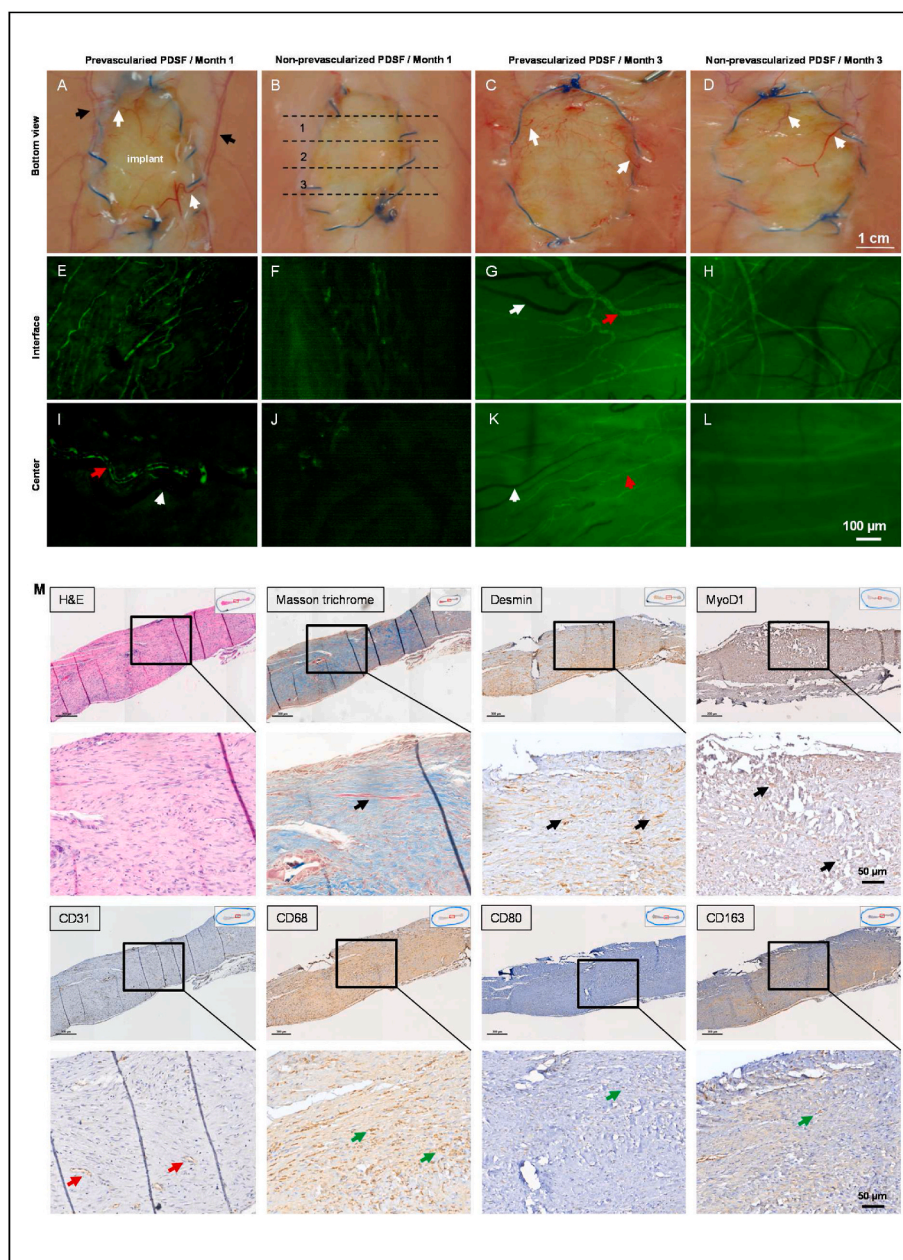 Prevascularied PDSF / Month 1 Non-prevascularized PDSF / Month 1 Prevascularized PDSF / Month 3 Non-prevascularized PDSF / Month 3
Bottom view
A B C D
implant
1
2
3
1 cm
Interface
E F G H
Center
I J K L
100 µm
M
H&E Masson trichrome Desmin MyoD1
50 µm
CD31 CD68 CD80 CD163
50 µm